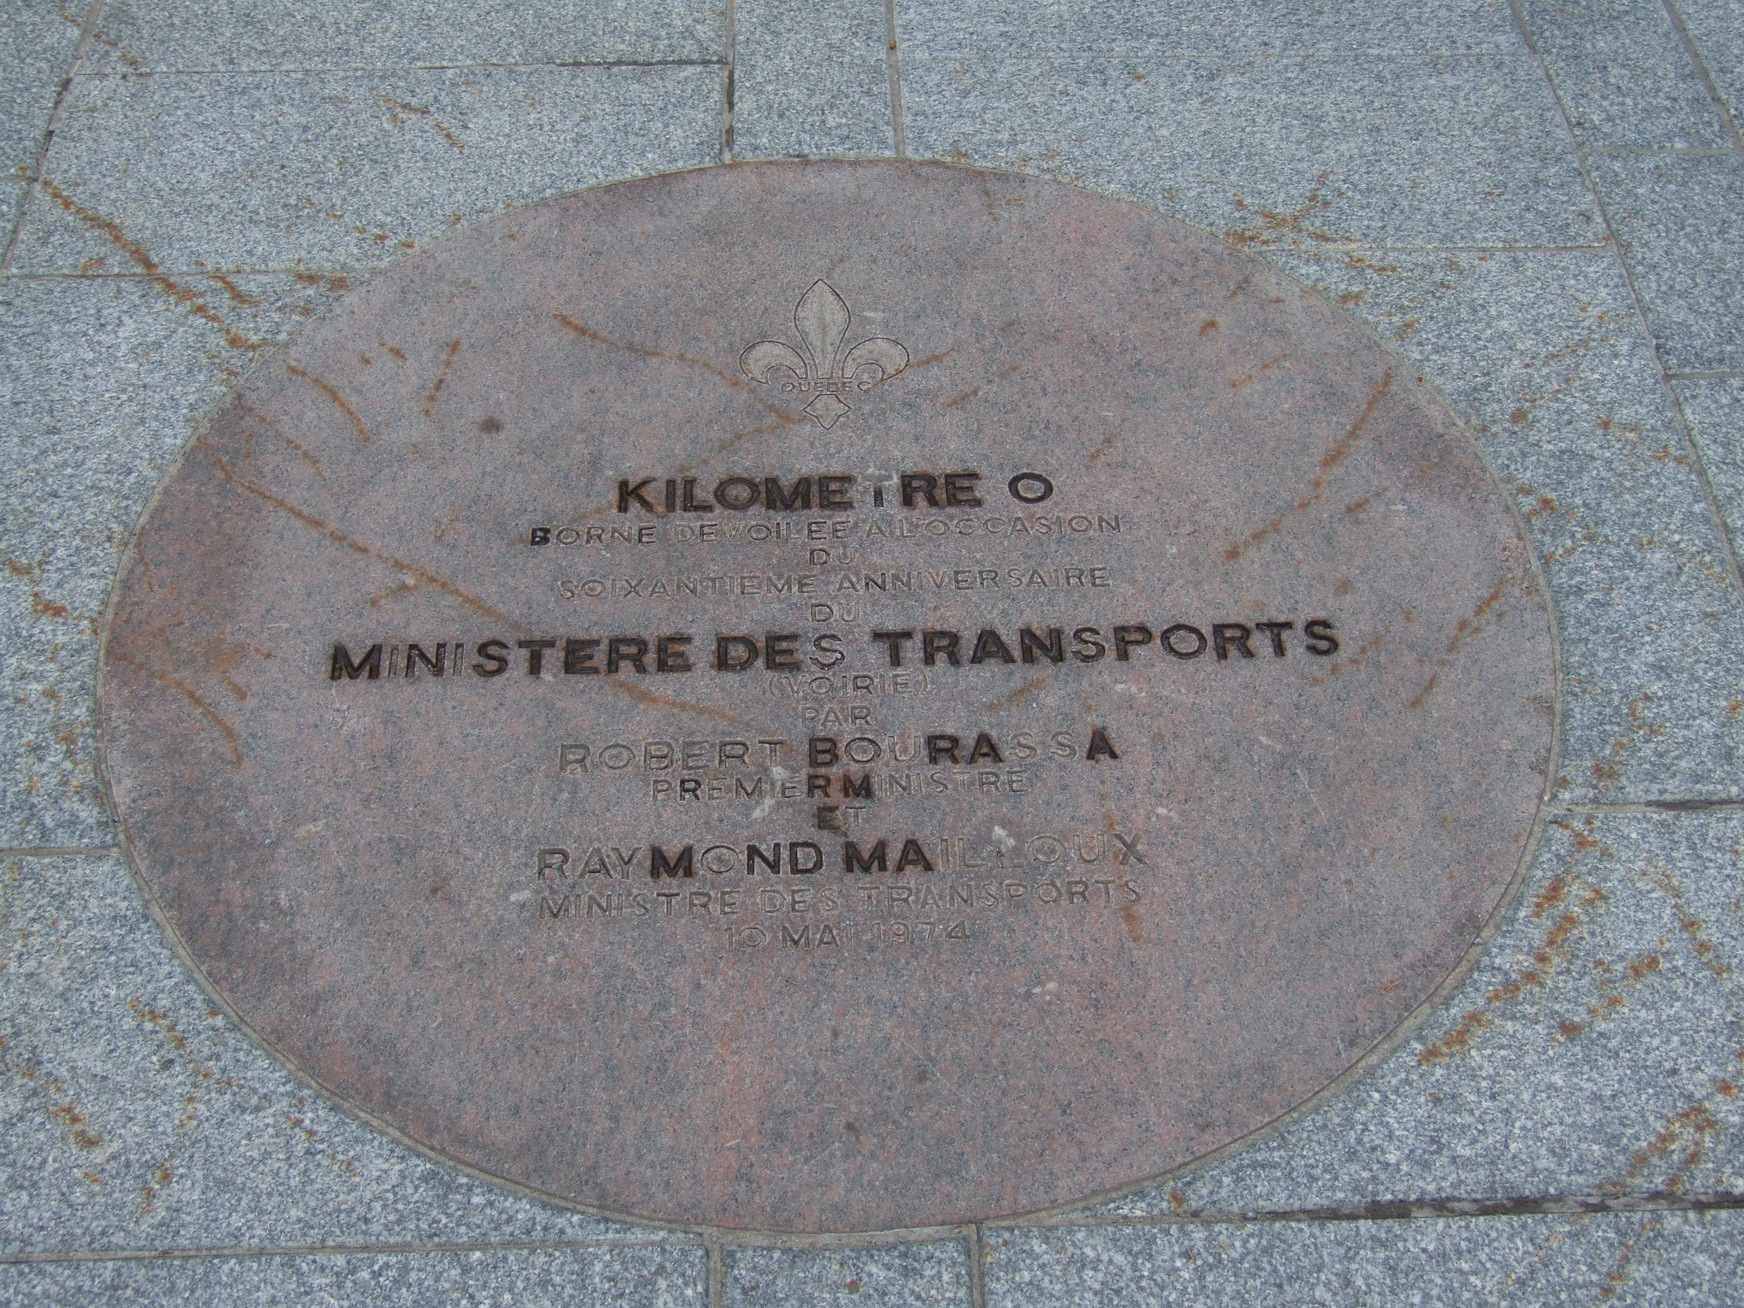 QUEBEC
KILOMETRE O
BORNE DEVOILEE A L'OCCASION
DU
SOIXANTIEME ANNIVERSAIRE
DU
MINISTERE DES TRANSPORTS
(VOIRIE)
PAR
ROBERT BOURASSA
PREMIER MINISTRE
ET
RAYMOND MAILLOUX
MINISTRE DES TRANSPORTS
10 MAI 1974